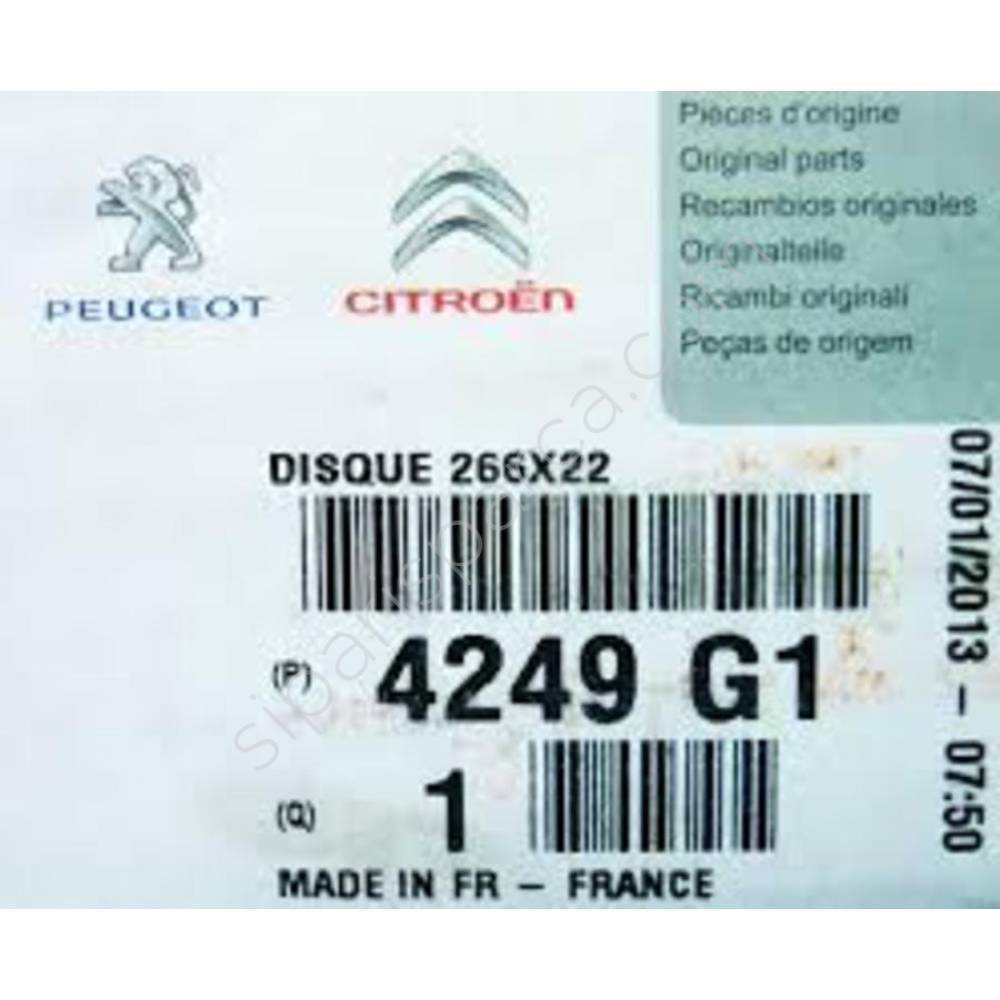 PEUGEOT
CITROËN
Pièces d'origine
Original parts
Recambios originales
Originalteile
Ricambi originali
Peças de origem
DISQUE 266X22
(P) 4249 G1
(Q) 1
MADE IN FR – FRANCE
07/01/2013 – 07:50